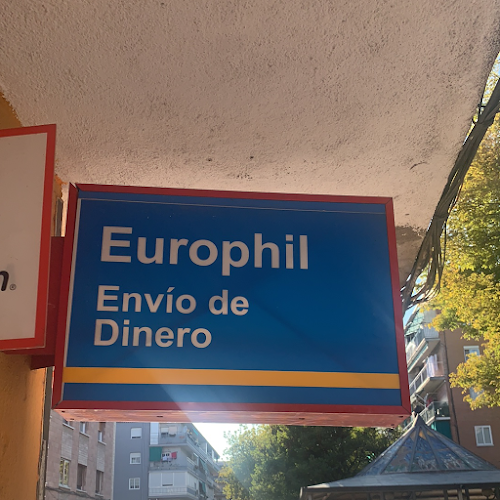 Europhil
Envío de
Dinero